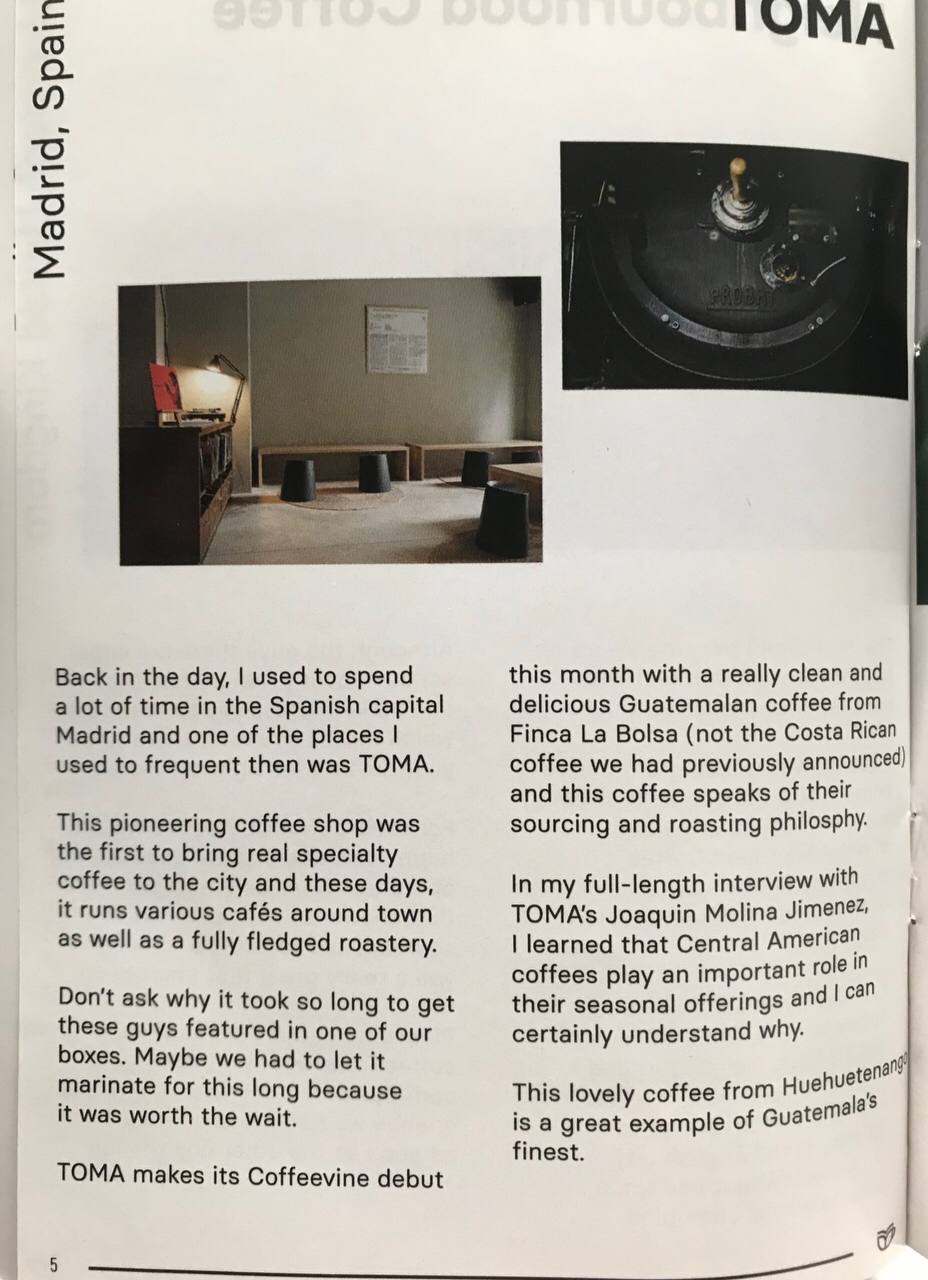 TOMA
Madrid, Spain
PROBAT
Back in the day, I used to spend
a lot of time in the Spanish capital
Madrid and one of the places I
used to frequent then was TOMA.
This pioneering coffee shop was
the first to bring real specialty
coffee to the city and these days,
it runs various cafés around town
as well as a fully fledged roastery.
Don't ask why it took so long to get
these guys featured in one of our
boxes. Maybe we had to let it
marinate for this long because
it was worth the wait.
TOMA makes its Coffeevine debut
this month with a really clean and
delicious Guatemalan coffee from
Finca La Bolsa (not the Costa Rican
coffee we had previously announced)
and this coffee speaks of their
sourcing and roasting philosphy.
In my full-length interview with
TOMA's Joaquin Molina Jimenez,
I learned that Central American
coffees play an important role in
their seasonal offerings and I can
certainly understand why.
This lovely coffee from Huehuetenango
is a great example of Guatemala's
finest.
5